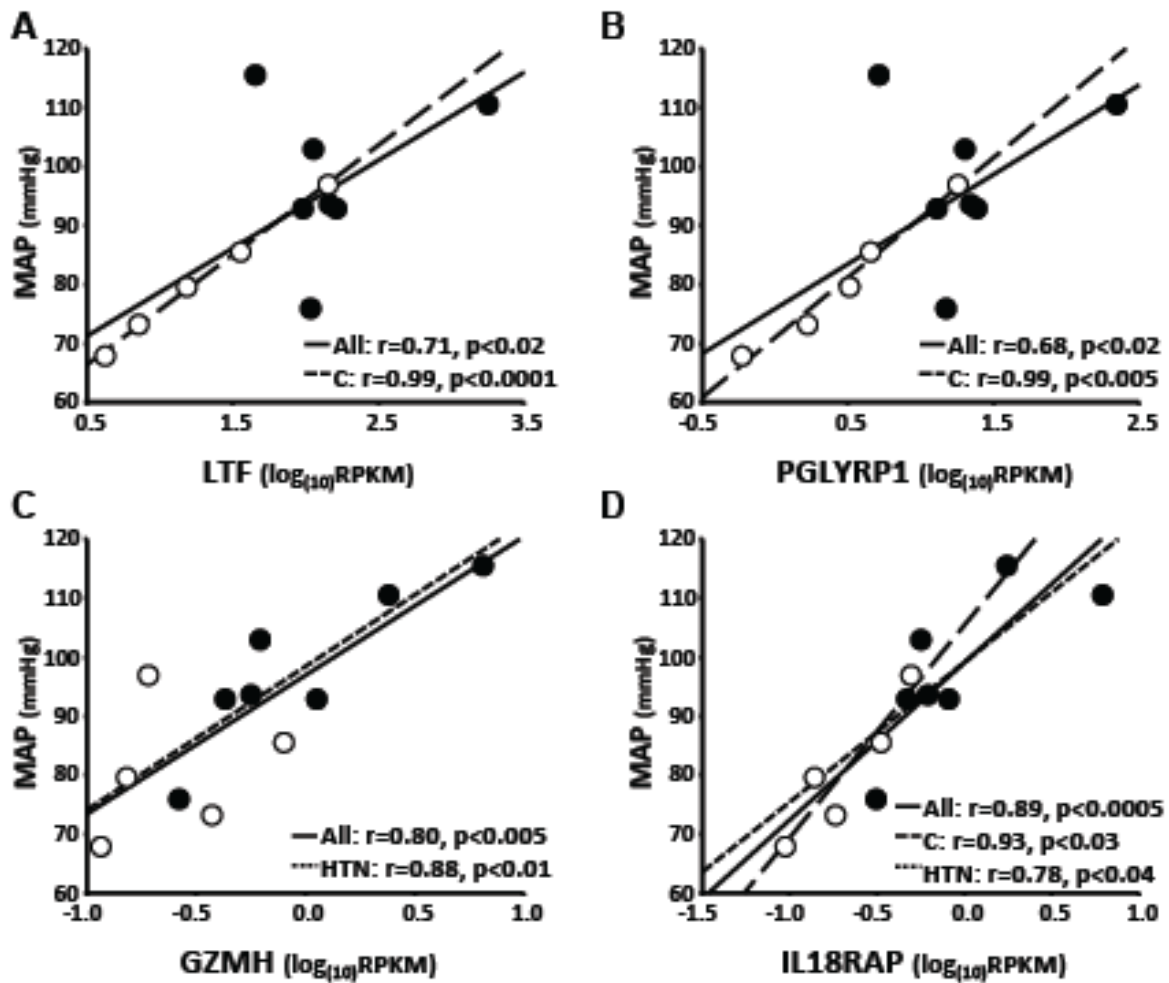 A
120
110
100
90
80
70
60
MAP (mmHg)
All: r=0.71, p<0.02
C: r=0.99, p<0.0001
0.5 1.5 2.5 3.5
LTF (log(10)RPKM)
B
120
110
100
90
80
70
60
MAP (mmHg)
All: r=0.68, p<0.02
C: r=0.99, p<0.005
-0.5 0.5 1.5 2.5
PGLYRP1 (log(10)RPKM)
C
120
110
100
90
80
70
60
MAP (mmHg)
All: r=0.80, p<0.005
HTN: r=0.88, p<0.01
-1.0 -0.5 0.0 0.5 1.0
GZMH (log(10)RPKM)
D
120
110
100
90
80
70
60
MAP (mmHg)
All: r=0.89, p<0.0005
C: r=0.93, p<0.03
HTN: r=0.78, p<0.04
-1.5 -1.0 -0.5 0.0 0.5 1.0
IL18RAP (log(10)RPKM)